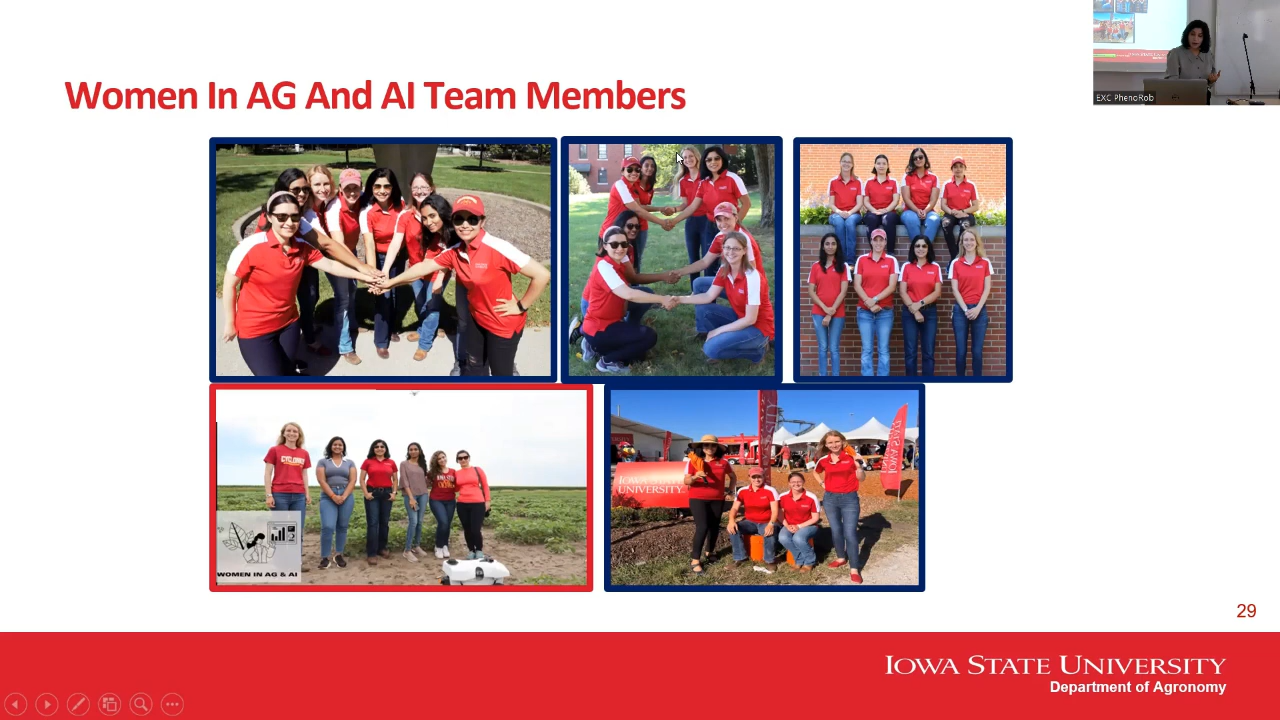 Women In AG And AI Team Members
EXC PhenoRob
CYCLONES
WOMEN IN AG & AI
IOWA STATE
UNIVERSITY
29
IOWA STATE UNIVERSITY
Department of Agronomy